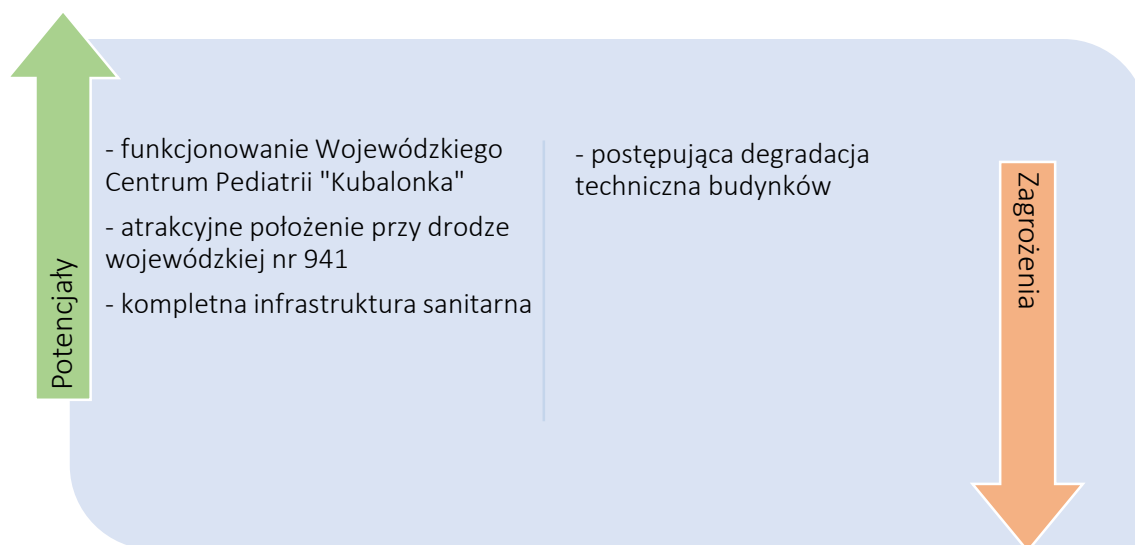 Potencjały
- funkcjonowanie Wojewódzkiego
Centrum Pediatrii "Kubalonka"
- atrakcyjne położenie przy drodze
wojewódzkiej nr 941
- kompletna infrastruktura sanitarna
- postępująca degradacja
techniczna budynków
Zagrożenia